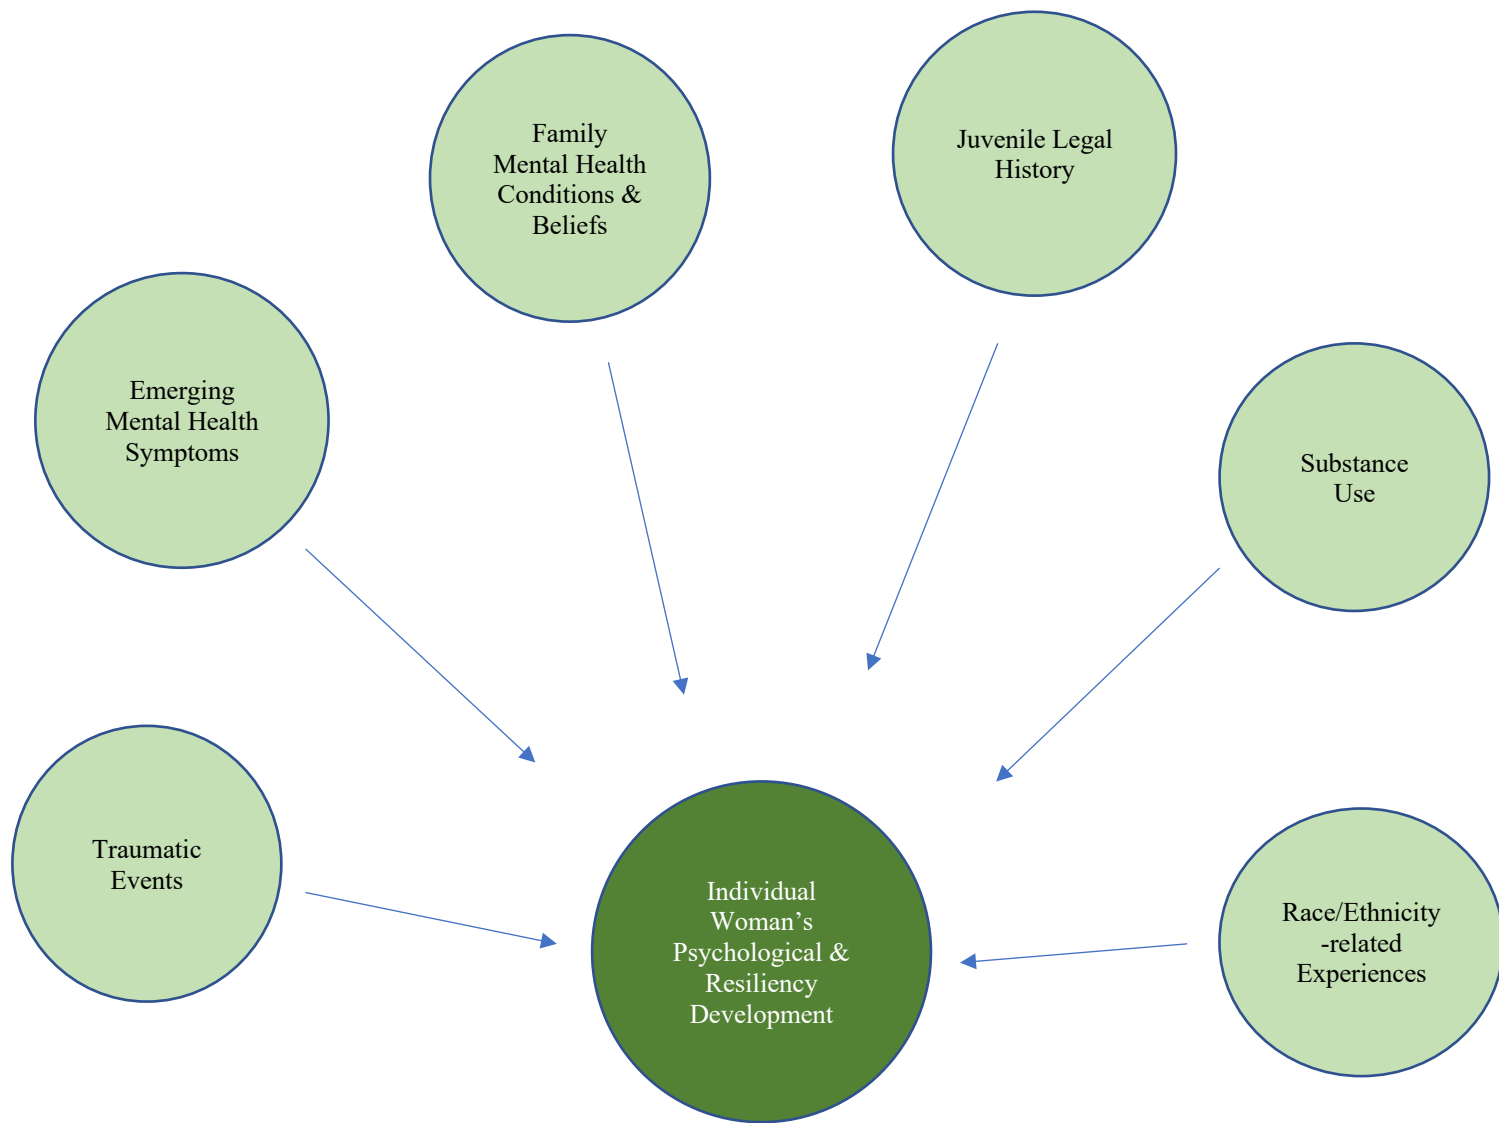 Family
Mental Health
Conditions &
Beliefs
Juvenile Legal
History
Emerging
Mental Health
Symptoms
Substance
Use
Traumatic
Events
Individual
Woman’s
Psychological &
Resiliency
Development
Race/Ethnicity
-related
Experiences